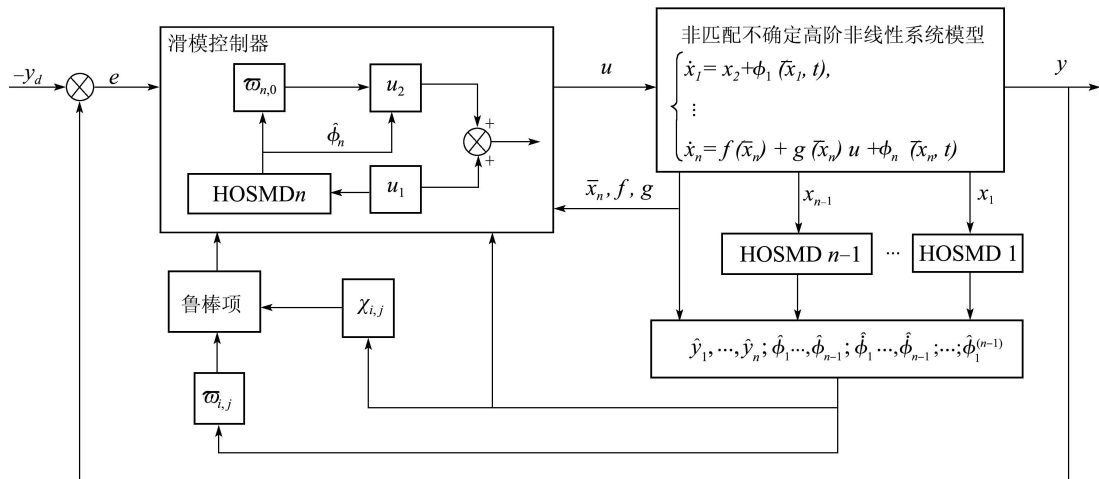 滑模控制器
非匹配不确定高阶非线性系统模型
−y_d
e
ϖ_{n,0}
u_2
+
u
ẋ_1 = x_2+ϕ_1 (x̄_1, t),
y
⋮
ϕ̂_n
+
ẋ_n = f (x̄_n) + g (x̄_n) u +ϕ_n (x̄_n, t)
HOSMDn
u_1
x̄_n, f, g
x_{n−1}
x_1
HOSMD n−1
...
HOSMD 1
鲁棒项
χ_{i,j}
ŷ_1,...,ŷ_n; ϕ̂_1...,ϕ̂_{n−1}; ϕ̂̇_1 ...,ϕ̂̇_{n−1};...;ϕ̂_1^{(n−1)}
ϖ_{i,j}